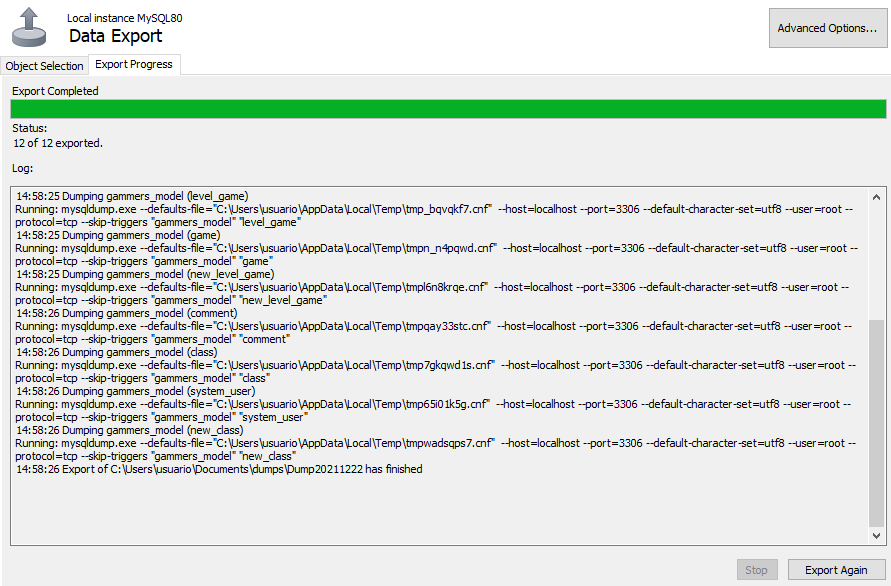 Local instance MySQL80
Data Export
Advanced Options...
Object Selection
Export Progress
Export Completed
Status:
12 of 12 exported.
Log:
14:58:25 Dumping gammers_model (level_game)
Running: mysqldump.exe --defaults-file="C:\Users\usuario\AppData\Local\Temp\tmp_bqvqkf7.cnf"  --host=localhost --port=3306 --default-character-set=utf8 --user=root --
protocol=tcp --skip-triggers "gammers_model" "level_game"
14:58:25 Dumping gammers_model (game)
Running: mysqldump.exe --defaults-file="C:\Users\usuario\AppData\Local\Temp\tmpn_n4pqwd.cnf"  --host=localhost --port=3306 --default-character-set=utf8 --user=root --
protocol=tcp --skip-triggers "gammers_model" "game"
14:58:25 Dumping gammers_model (new_level_game)
Running: mysqldump.exe --defaults-file="C:\Users\usuario\AppData\Local\Temp\tmpl6n8krqe.cnf"  --host=localhost --port=3306 --default-character-set=utf8 --user=root --
protocol=tcp --skip-triggers "gammers_model" "new_level_game"
14:58:26 Dumping gammers_model (comment)
Running: mysqldump.exe --defaults-file="C:\Users\usuario\AppData\Local\Temp\tmpqay33stc.cnf"  --host=localhost --port=3306 --default-character-set=utf8 --user=root --
protocol=tcp --skip-triggers "gammers_model" "comment"
14:58:26 Dumping gammers_model (class)
Running: mysqldump.exe --defaults-file="C:\Users\usuario\AppData\Local\Temp\tmp7gkqwd1s.cnf"  --host=localhost --port=3306 --default-character-set=utf8 --user=root --
protocol=tcp --skip-triggers "gammers_model" "class"
14:58:26 Dumping gammers_model (system_user)
Running: mysqldump.exe --defaults-file="C:\Users\usuario\AppData\Local\Temp\tmp65i01k5g.cnf"  --host=localhost --port=3306 --default-character-set=utf8 --user=root --
protocol=tcp --skip-triggers "gammers_model" "system_user"
14:58:26 Dumping gammers_model (new_class)
Running: mysqldump.exe --defaults-file="C:\Users\usuario\AppData\Local\Temp\tmpwadsqps7.cnf"  --host=localhost --port=3306 --default-character-set=utf8 --user=root --
protocol=tcp --skip-triggers "gammers_model" "new_class"
14:58:26 Export of C:\Users\usuario\Documents\dumps\Dump20211222 has finished
Stop
Export Again